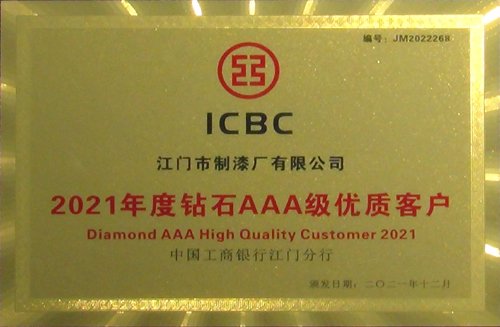 编号：JM2022268
ICBC
江门市制漆厂有限公司
2021年度钻石AAA级优质客户
Diamond AAA High Quality Customer 2021
中国工商银行江门分行
颁发日期：二〇二一年十二月